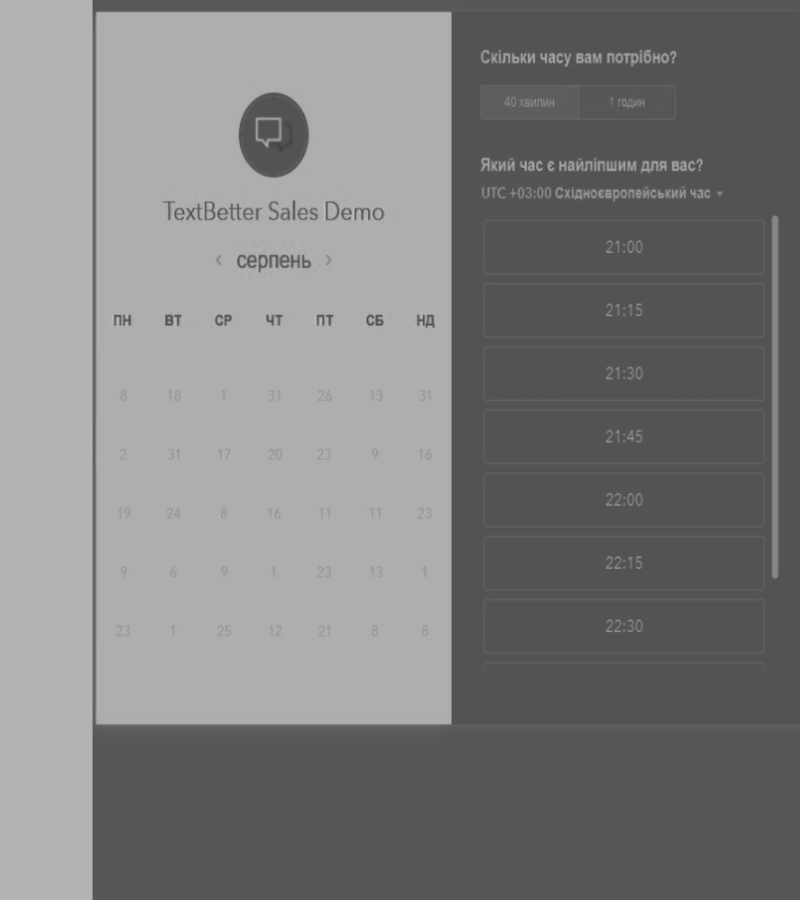 TextBetter Sales Demo
‹ серпень ›
ПН ВТ СР ЧТ ПТ СБ НД
8 18 1 31 26 13 31
2 31 17 20 23 9 16
19 24 8 16 11 11 23
9 6 9 1 23 13 1
23 1 25 12 21 8 8
Скільки часу вам потрібно?
40 хвилин 1 годин
Який час є найліпшим для вас?
UTC +03:00 Східноєвропейський час
21:00
21:15
21:30
21:45
22:00
22:15
22:30